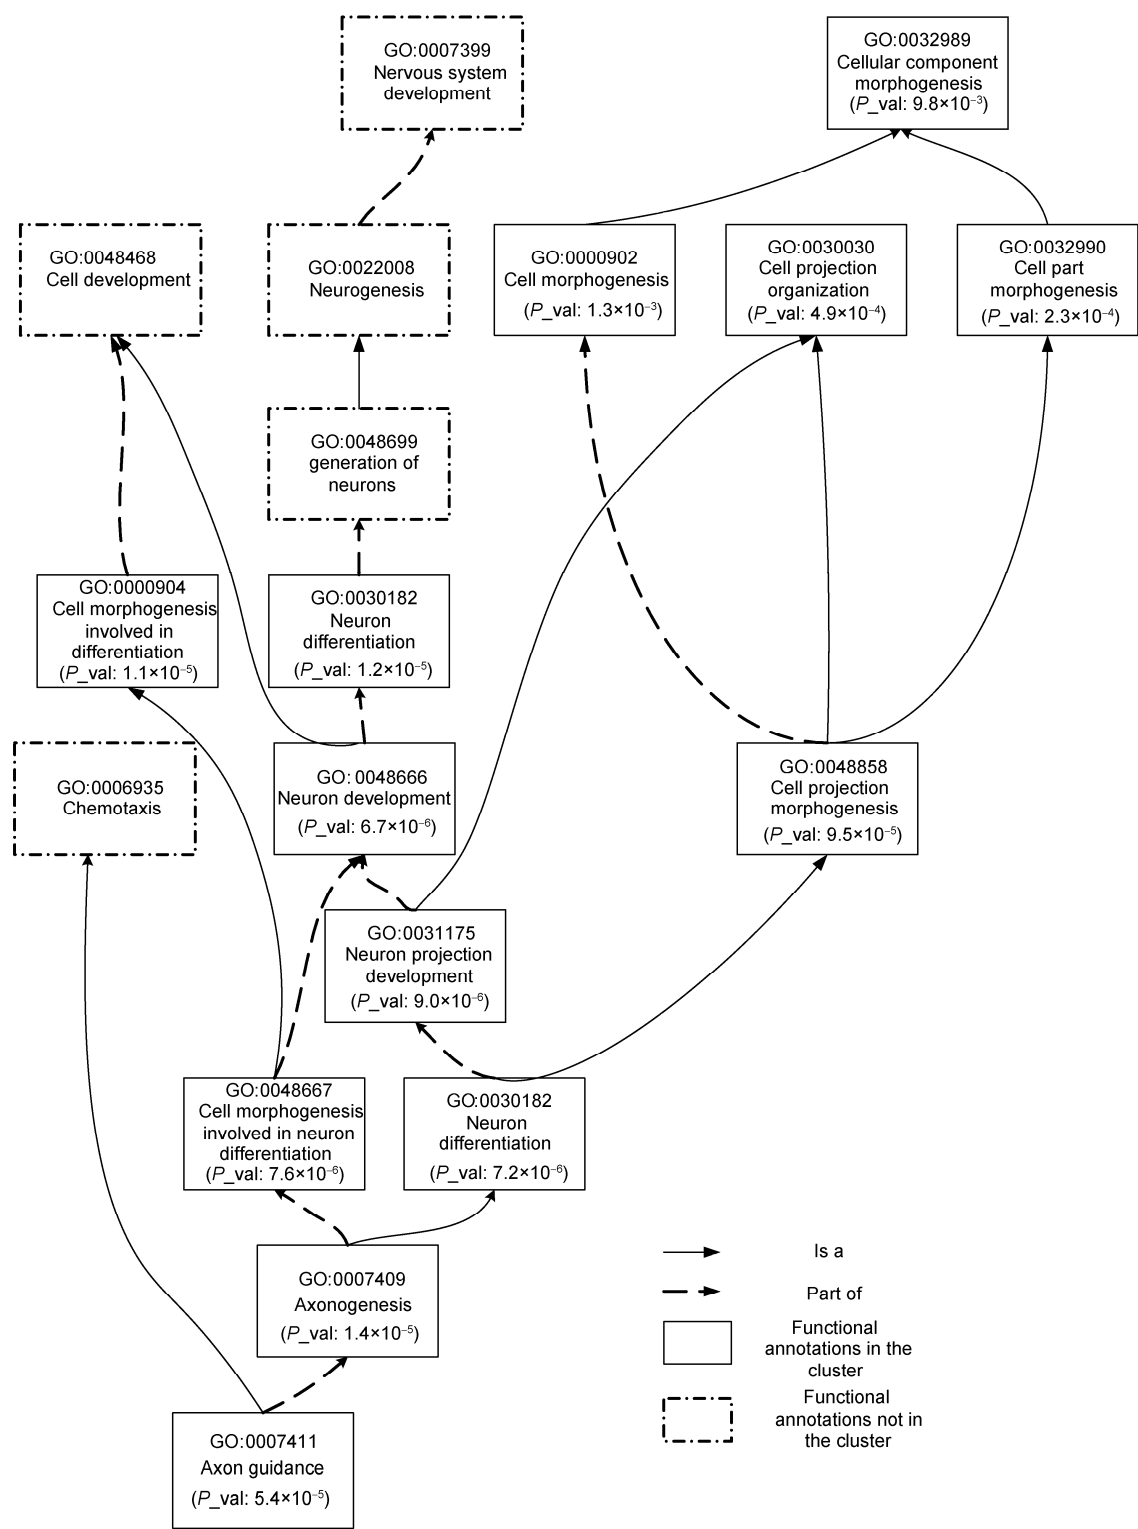 GO:0007399
Nervous system
development
GO:0032989
Cellular component
morphogenesis
(P_val: 9.8×10⁻³)
GO:0048468
Cell development
GO:0022008
Neurogenesis
GO:0000902
Cell morphogenesis
(P_val: 1.3×10⁻³)
GO:0030030
Cell projection
organization
(P_val: 4.9×10⁻⁴)
GO:0032990
Cell part
morphogenesis
(P_val: 2.3×10⁻⁴)
GO:0048699
generation of
neurons
GO:0000904
Cell morphogenesis
involved in
differentiation
(P_val: 1.1×10⁻⁵)
GO:0030182
Neuron
differentiation
(P_val: 1.2×10⁻⁵)
GO:0006935
Chemotaxis
GO: 0048666
Neuron development
(P_val: 6.7×10⁻⁶)
GO:0048858
Cell projection
morphogenesis
(P_val: 9.5×10⁻⁵)
GO:0031175
Neuron projection
development
(P_val: 9.0×10⁻⁶)
GO:0048667
Cell morphogenesis
involved in neuron
differentiation
(P_val: 7.6×10⁻⁶)
GO:0030182
Neuron
differentiation
(P_val: 7.2×10⁻⁶)
GO:0007409
Axonogenesis
(P_val: 1.4×10⁻⁵)
GO:0007411
Axon guidance
(P_val: 5.4×10⁻⁵)
Is a
Part of
Functional
annotations in the
cluster
Functional
annotations not in
the cluster